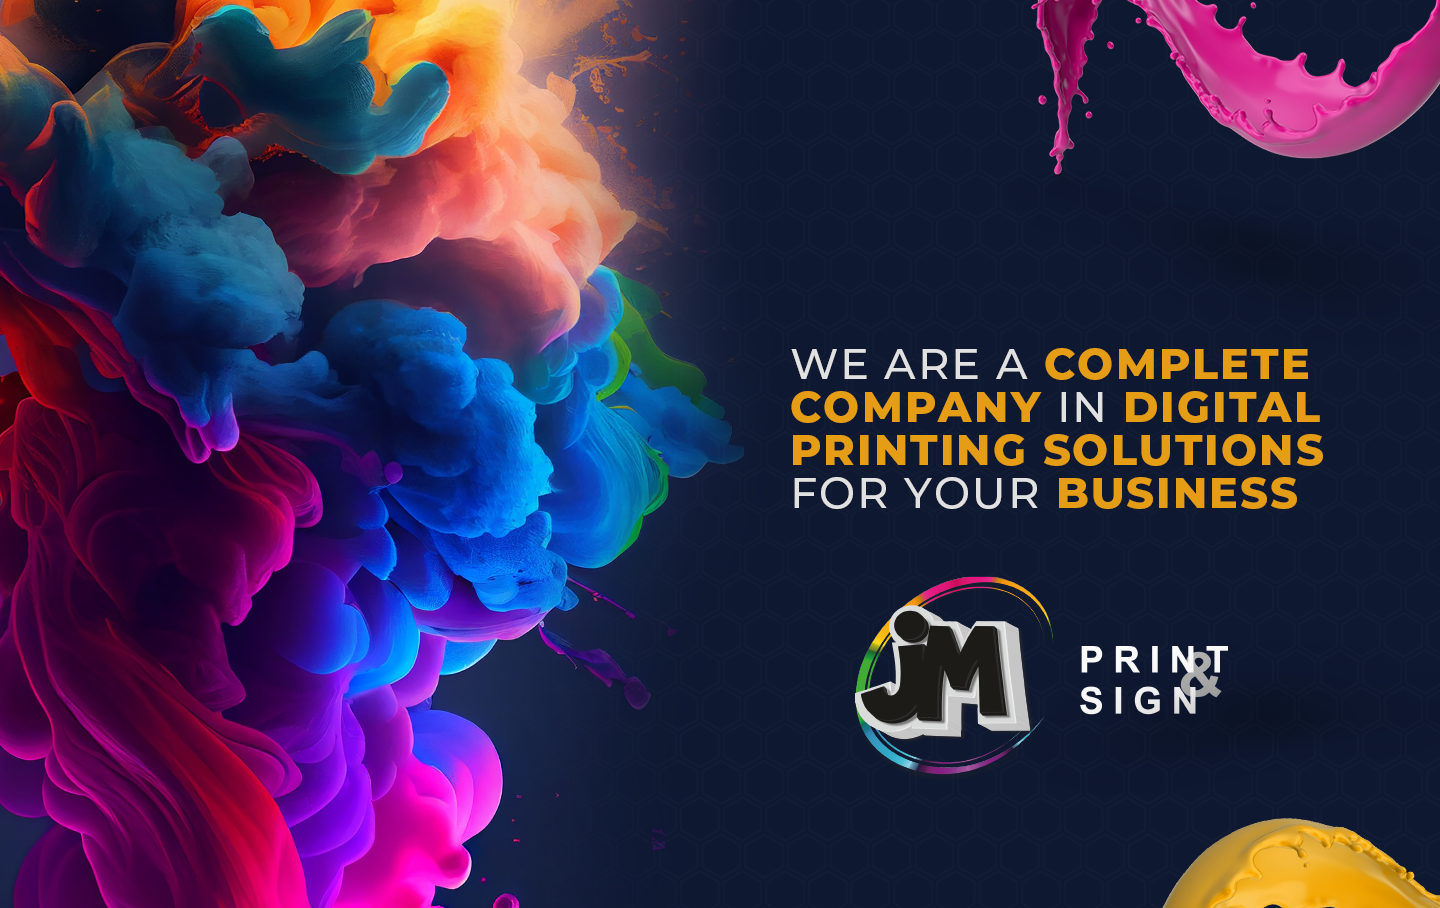 WE ARE A COMPLETE
COMPANY IN DIGITAL
PRINTING SOLUTIONS
FOR YOUR BUSINESS
jM
PRINT
&
SIGN